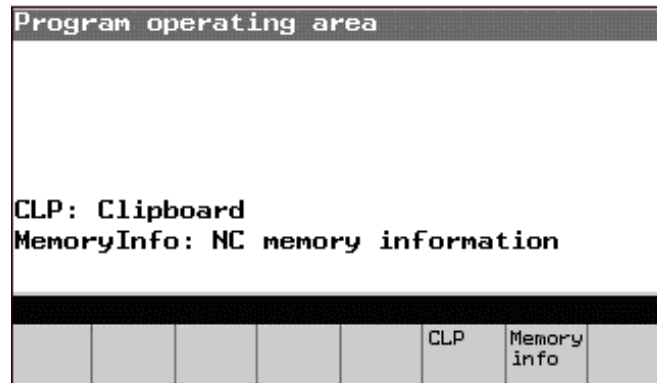 Program operating area
CLP: Clipboard
MemoryInfo: NC memory information
CLP
Memory
info